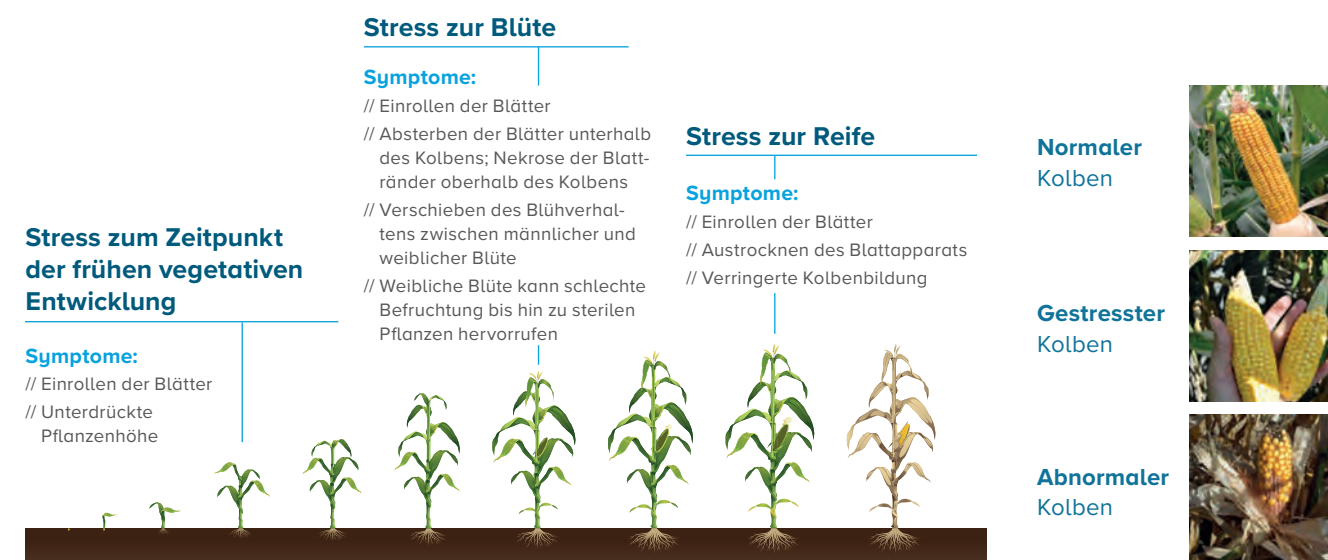 Stress zum Zeitpunkt
der frühen vegetativen
Entwicklung
Symptome:
// Einrollen der Blätter
// Unterdrückte
Pflanzenhöhe
Stress zur Blüte
Symptome:
// Einrollen der Blätter
// Absterben der Blätter unterhalb
des Kolbens; Nekrose der Blatt-
ränder oberhalb des Kolbens
// Verschieben des Blühverhal-
tens zwischen männlicher und
weiblicher Blüte
// Weibliche Blüte kann schlechte
Befruchtung bis hin zu sterilen
Pflanzen hervorrufen
Stress zur Reife
Symptome:
// Einrollen der Blätter
// Austrocknen des Blattapparats
// Verringerte Kolbenbildung
Normaler
Kolben
Gestresster
Kolben
Abnormaler
Kolben